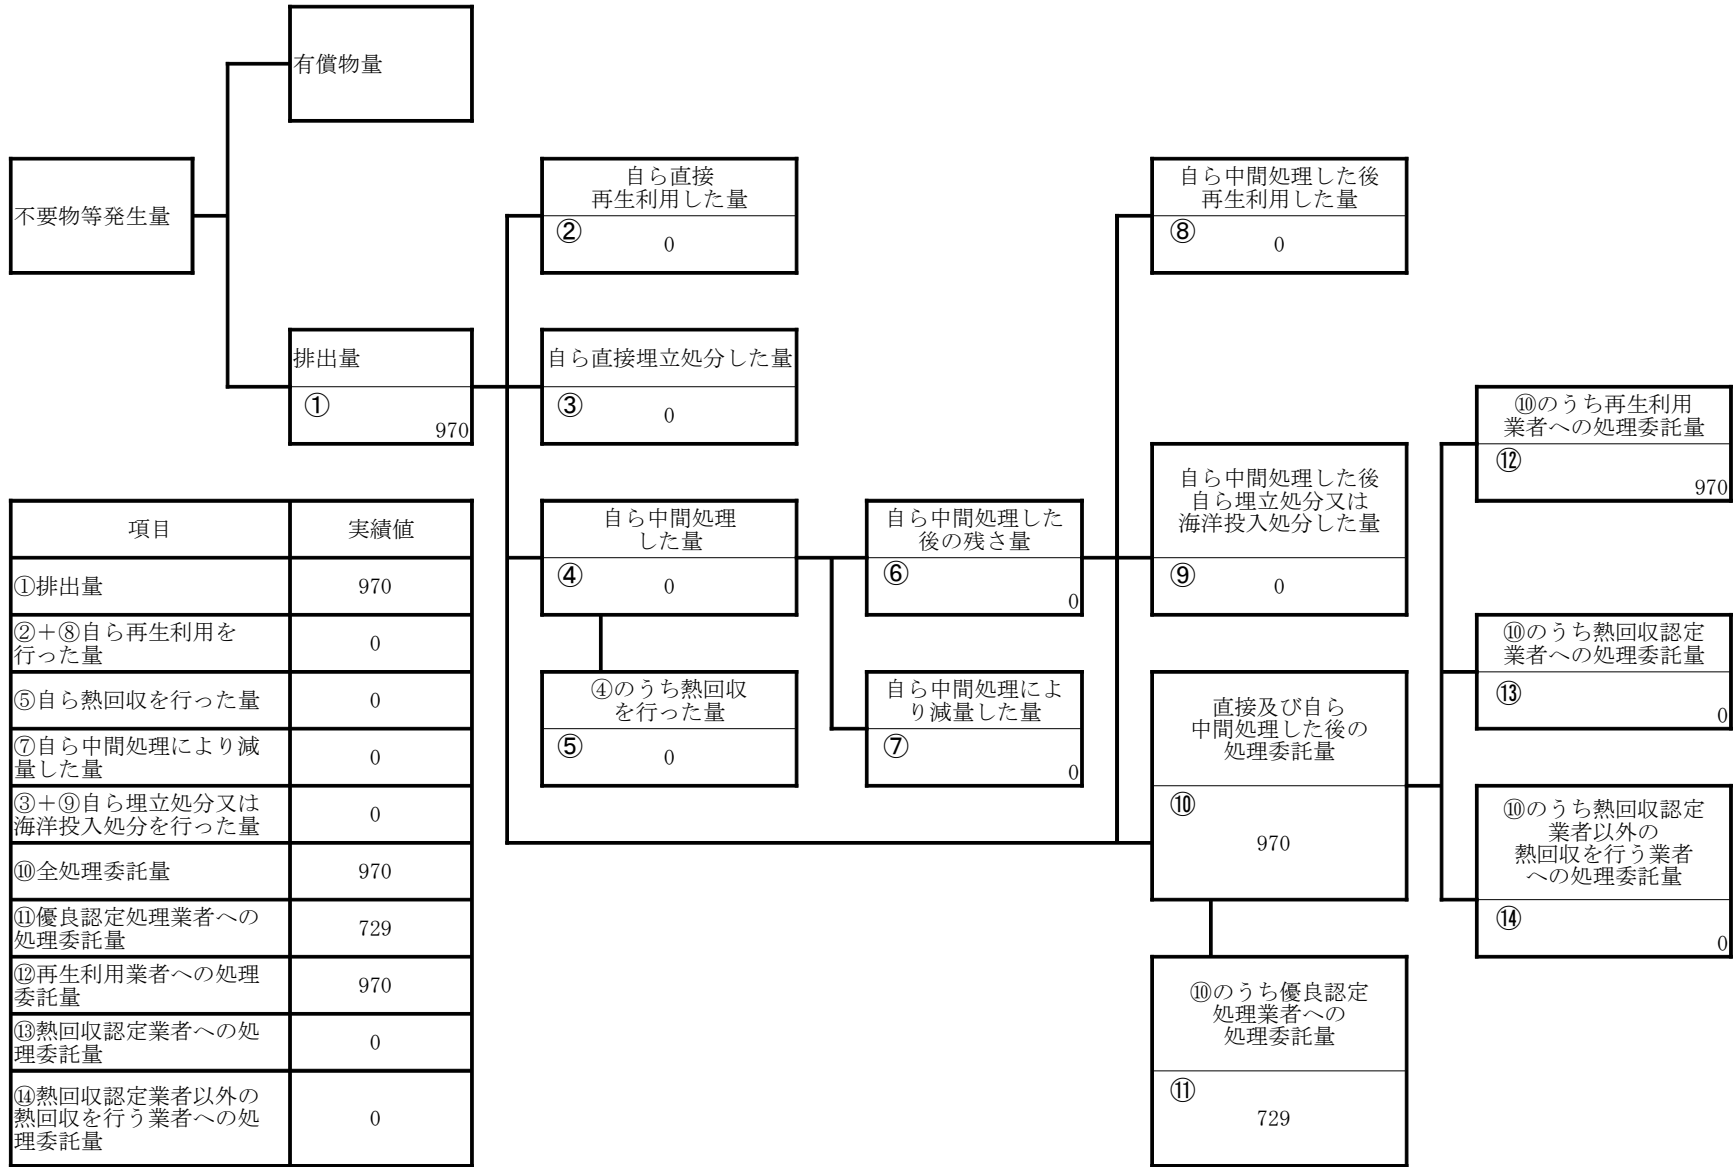 有償物量
不要物等発生量
排出量
①
970
自ら直接
再生利用した量
②
0
自ら直接埋立処分した量
③
0
自ら中間処理
した量
④
0
④のうち熱回収
を行った量
⑤
0
自ら中間処理した
後の残さ量
⑥
0
自ら中間処理によ
り減量した量
⑦
0
自ら中間処理した後
再生利用した量
⑧
0
自ら中間処理した後
自ら埋立処分又は
海洋投入処分した量
⑨
0
直接及び自ら
中間処理した後の
処理委託量
⑩
970
⑩のうち優良認定
処理業者への
処理委託量
⑪
729
⑩のうち再生利用
業者への処理委託量
⑫
970
⑩のうち熱回収認定
業者への処理委託量
⑬
0
⑩のうち熱回収認定
業者以外の
熱回収を行う業者
への処理委託量
⑭
0
項目 実績値
①排出量 970
②＋⑧自ら再生利用を
行った量 0
⑤自ら熱回収を行った量 0
⑦自ら中間処理により減
量した量 0
③＋⑨自ら埋立処分又は
海洋投入処分を行った量 0
⑩全処理委託量 970
⑪優良認定処理業者への
処理委託量 729
⑫再生利用業者への処理
委託量 970
⑬熱回収認定業者への処
理委託量 0
⑭熱回収認定業者以外の
熱回収を行う業者への処
理委託量 0